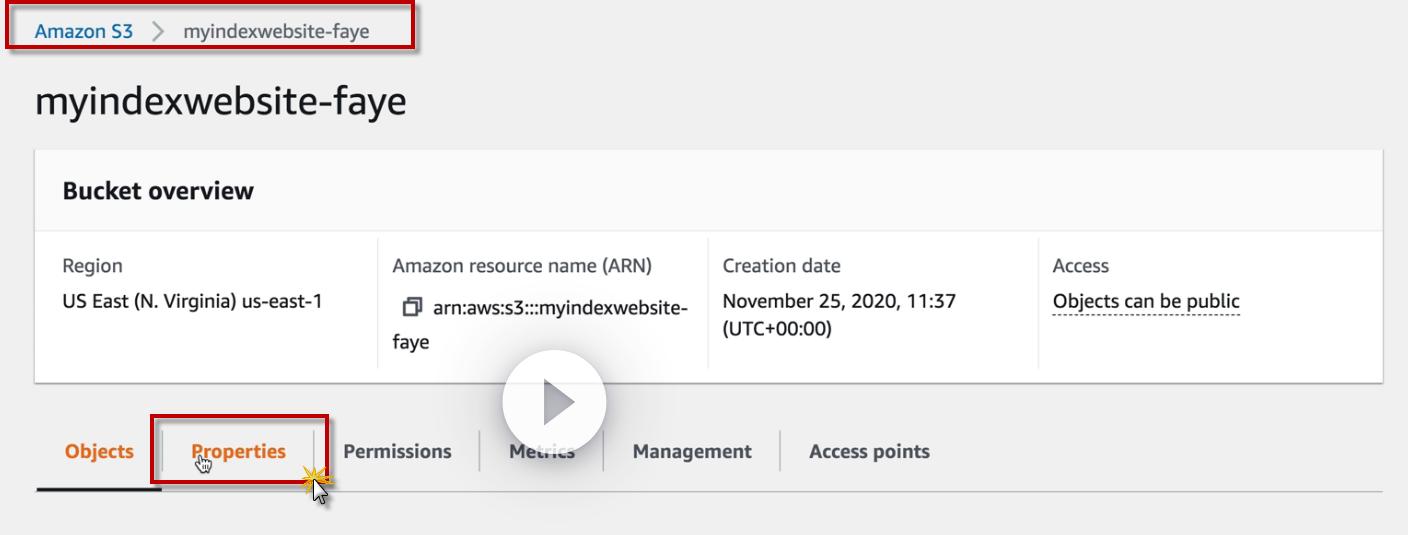 Amazon S3 > myindexwebsite-faye
myindexwebsite-faye
Bucket overview
Region
US East (N. Virginia) us-east-1
Amazon resource name (ARN)
arn:aws:s3:::myindexwebsite-
faye
Creation date
November 25, 2020, 11:37
(UTC+00:00)
Access
Objects can be public
Objects Properties Permissions Metrics Management Access points